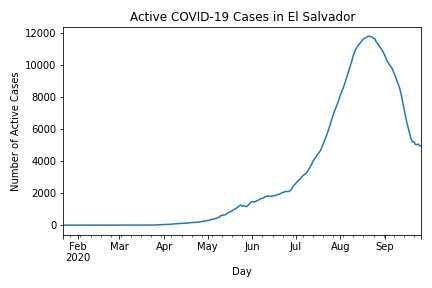 Active COVID-19 Cases in El Salvador
12000
10000
8000
6000
4000
2000
0
Number of Active Cases
Feb Mar Apr May Jun Jul Aug Sep
2020
Day